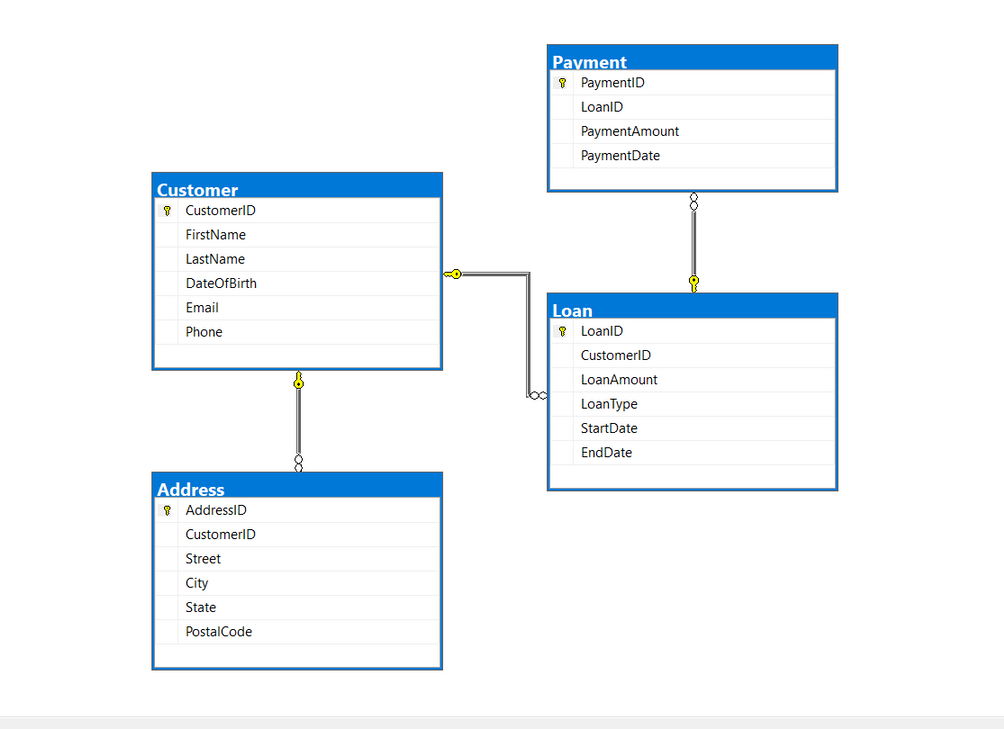 Payment
PaymentID
LoanID
PaymentAmount
PaymentDate
Customer
CustomerID
FirstName
LastName
DateOfBirth
Email
Phone
Loan
LoanID
CustomerID
LoanAmount
LoanType
StartDate
EndDate
Address
AddressID
CustomerID
Street
City
State
PostalCode